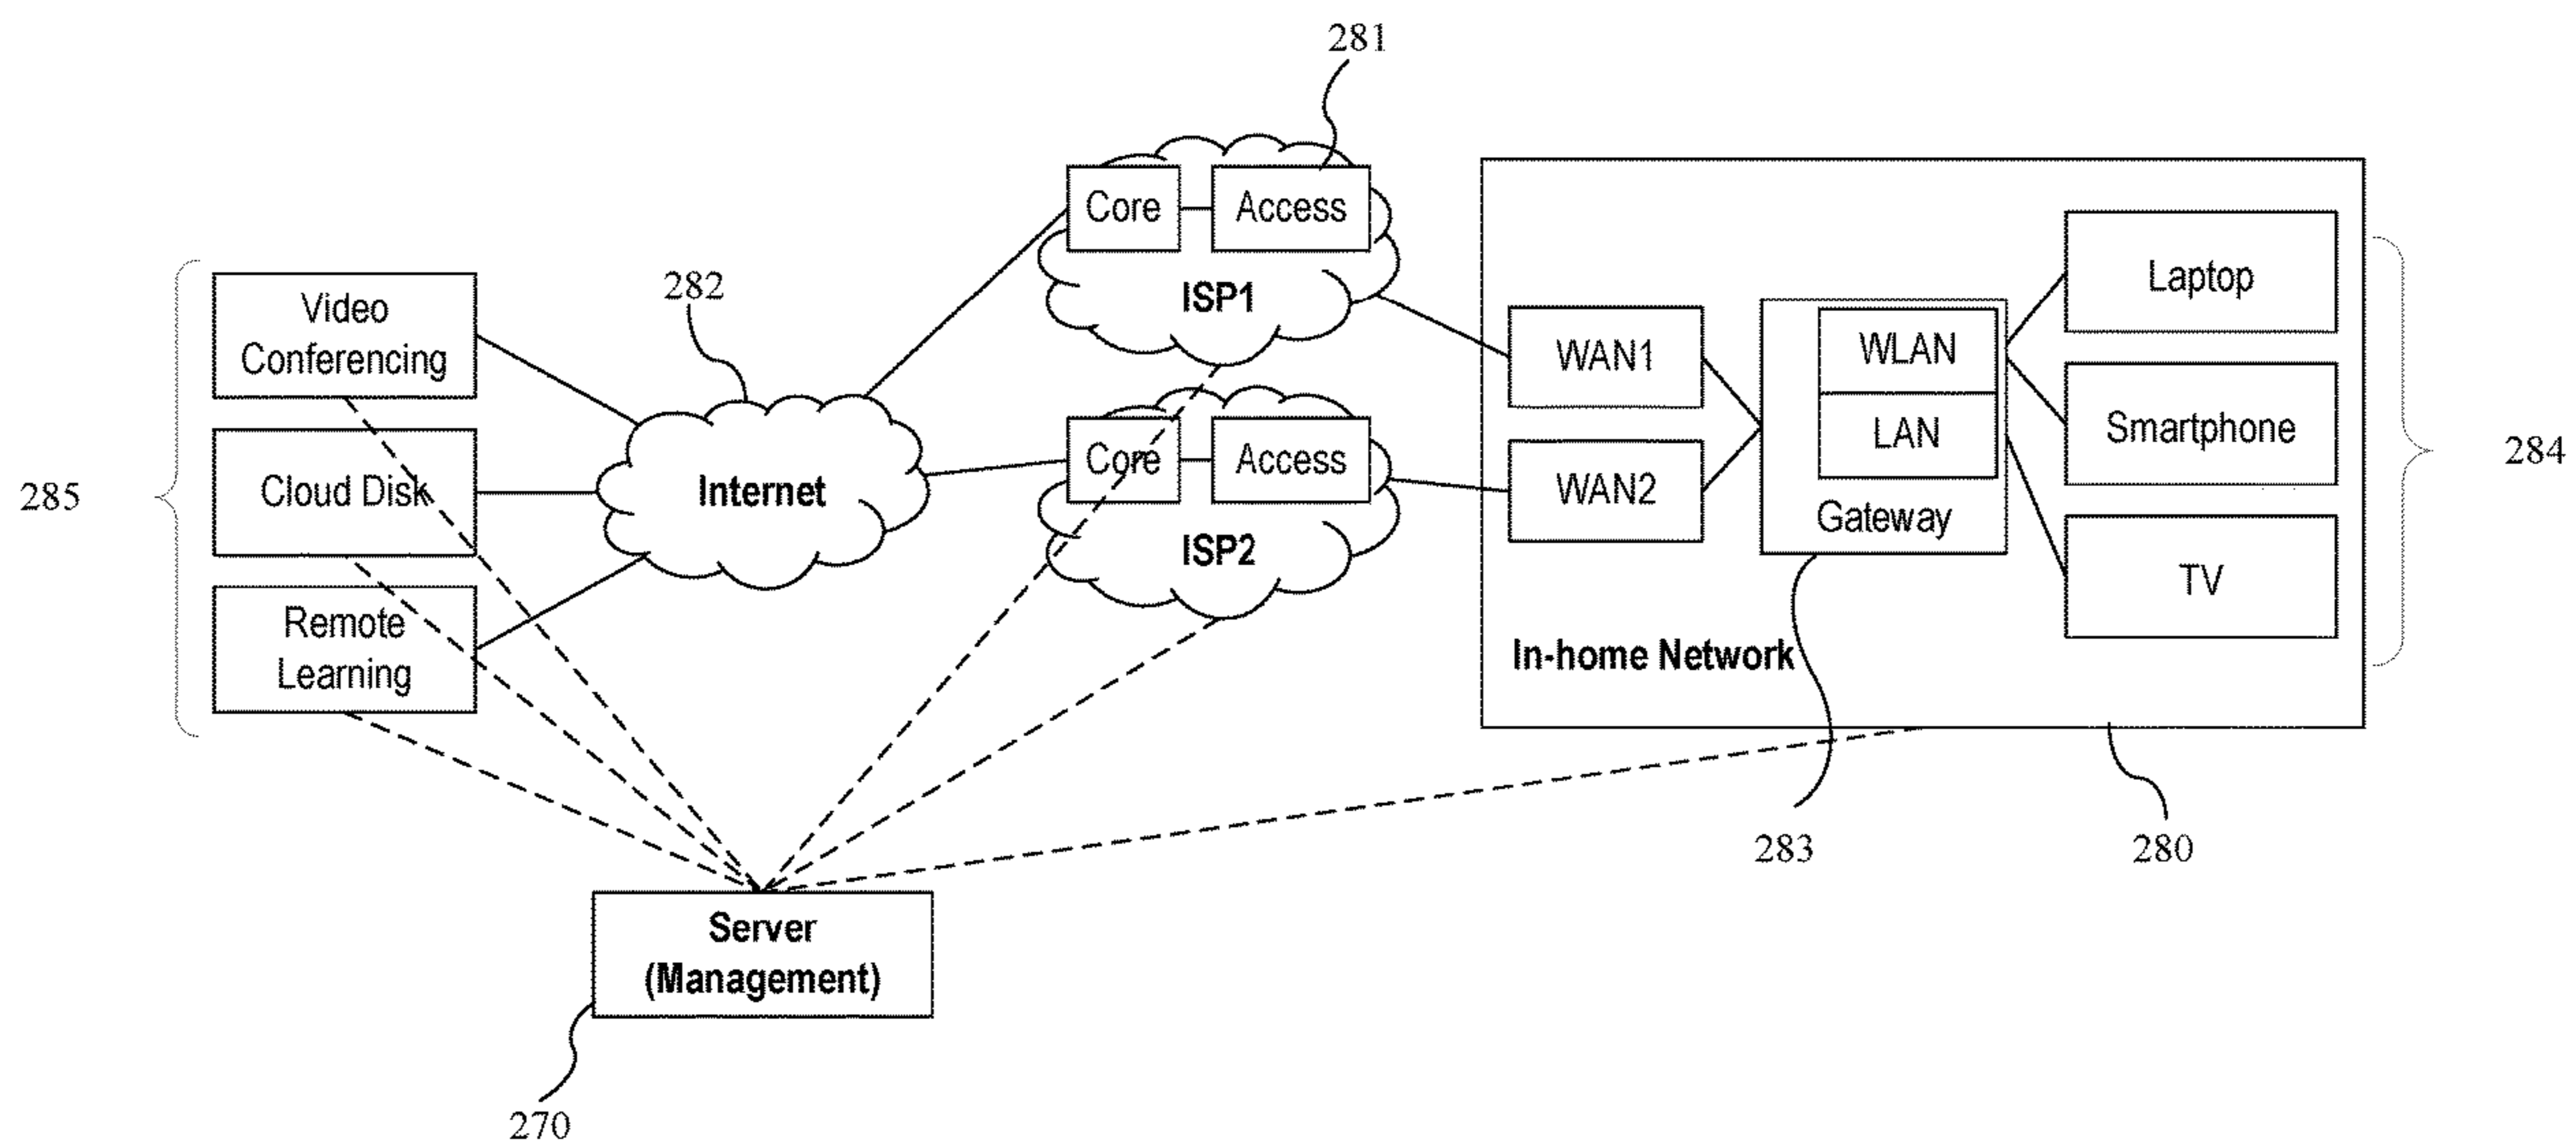 281
Core
Access
ISP1
282
Video
Conferencing
Cloud Disk
Remote
Learning
285
Internet
Core
Access
ISP2
WAN1
WAN2
WLAN
LAN
Gateway
Laptop
Smartphone
TV
284
In-home Network
283
280
Server
(Management)
270